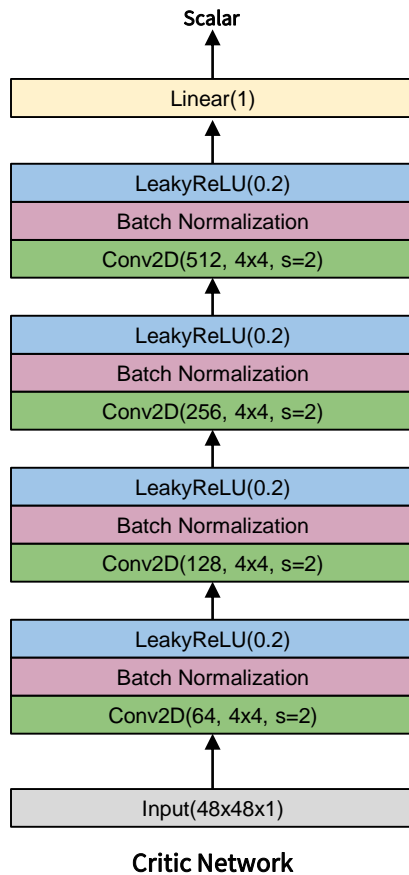 Scalar
Linear(1)
LeakyReLU(0.2)
Batch Normalization
Conv2D(512, 4x4, s=2)
LeakyReLU(0.2)
Batch Normalization
Conv2D(256, 4x4, s=2)
LeakyReLU(0.2)
Batch Normalization
Conv2D(128, 4x4, s=2)
LeakyReLU(0.2)
Batch Normalization
Conv2D(64, 4x4, s=2)
Input(48x48x1)
Critic Network